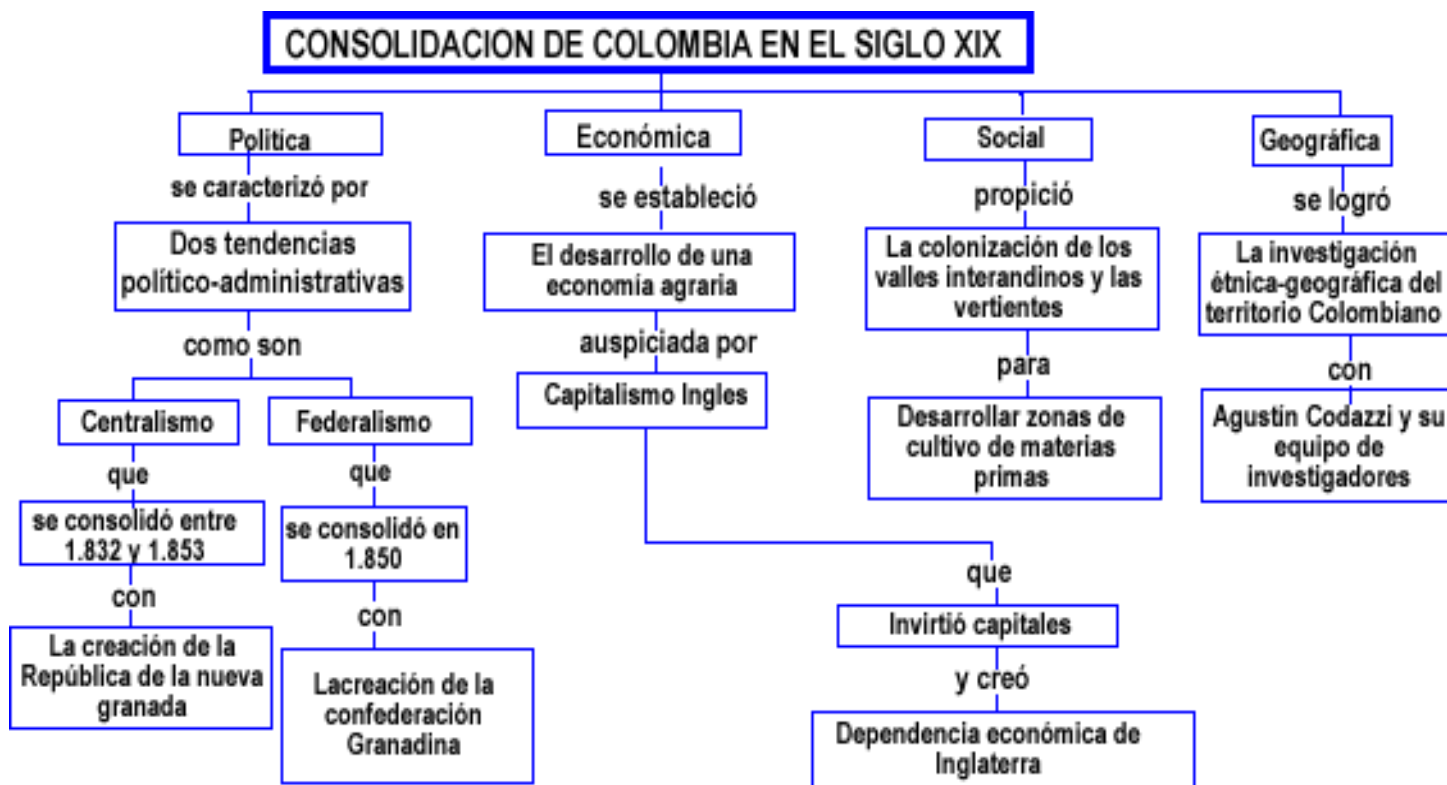 CONSOLIDACION DE COLOMBIA EN EL SIGLO XIX
Política
se caracterizó por
Dos tendencias
político-administrativas
como son
Centralismo
que
se consolidó entre
1.832 y 1.853
con
La creación de la
República de la nueva
granada
Federalismo
que
se consolidó en
1.850
con
Lacreación de la
confederación
Granadina
Económica
se estableció
El desarrollo de una
economía agraria
auspiciada por
Capitalismo Ingles
que
Invirtió capitales
y creó
Dependencia económica de
Inglaterra
Social
propició
La colonización de los
valles interandinos y las
vertientes
para
Desarrollar zonas de
cultivo de materias
primas
Geográfica
se logró
La investigación
étnica-geográfica del
territorio Colombiano
con
Agustín Codazzi y su
equipo de
investigadores